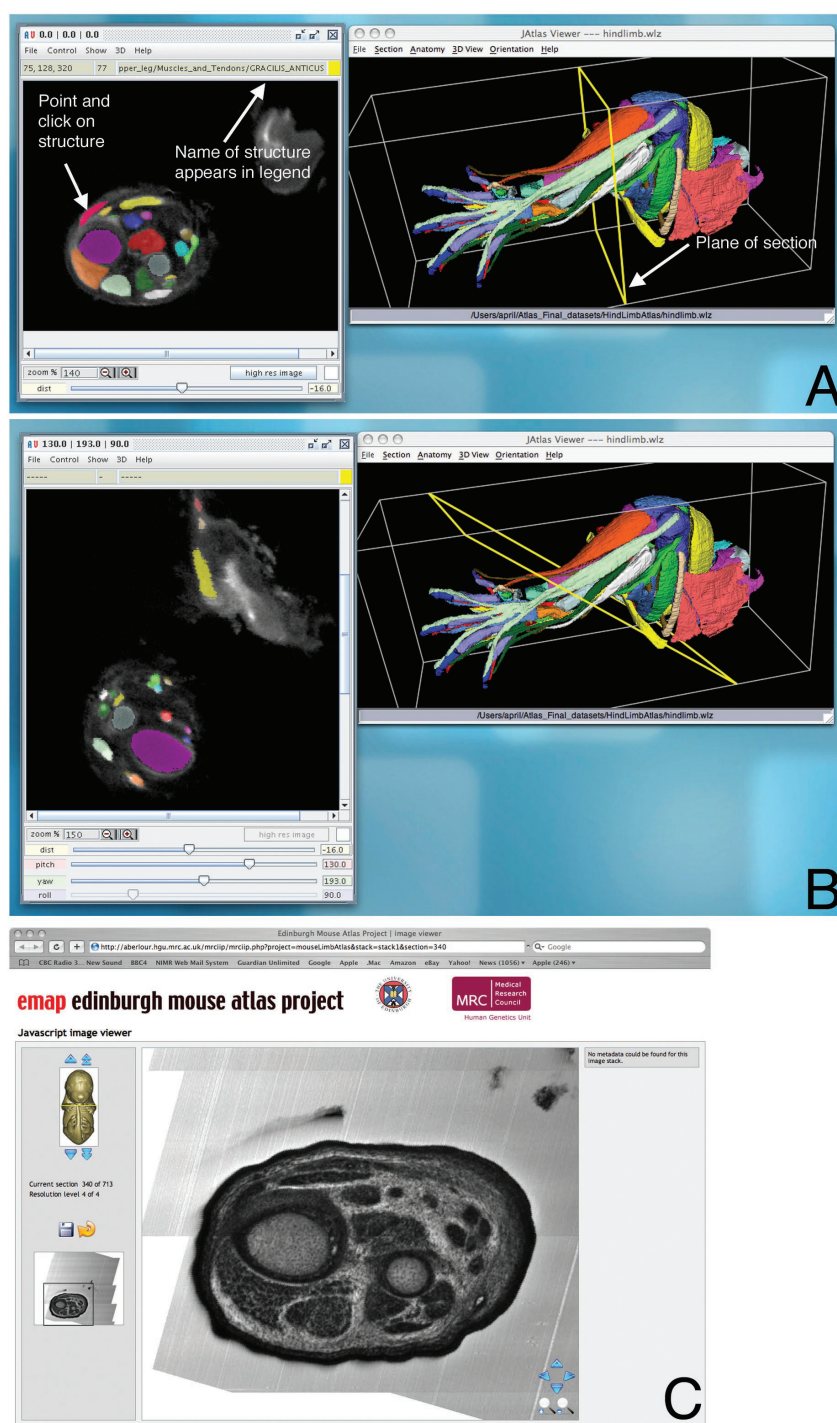 AU 0.0 | 0.0 | 0.0
File Control Show 3D Help
75, 128, 320 77 pper_leg/Muscles_and_Tendons/GRACILIS_ANTICUS
Point and
click on
structure
Name of structure
appears in legend
zoom % 140 high res image
dist -16.0
JAtlas Viewer --- hindlimb.wlz
File Section Anatomy 3D View Orientation Help
Plane of section
/Users/april/Atlas_Final_datasets/HindLimbAtlas/hindlimb.wlz
A
AU 130.0 | 193.0 | 90.0
File Control Show 3D Help
----- - -----
zoom % 150 high res image
dist -16.0
pitch 130.0
yaw 193.0
roll 90.0
JAtlas Viewer --- hindlimb.wlz
File Section Anatomy 3D View Orientation Help
/Users/april/Atlas_Final_datasets/HindLimbAtlas/hindlimb.wlz
B
Edinburgh Mouse Atlas Project | image viewer
http://aberlour.hgu.mrc.ac.uk/mrciip/mrciip.php?project=mouseLimbAtlas&stack=stack1&section=340
Google
CBC Radio 3... New Sound BBC4 NIMR Web Mail System Guardian Unlimited Google Apple .Mac Amazon eBay Yahoo! News (1056) Apple (246)
emap edinburgh mouse atlas project
MRC
Medical
Research
Council
Human Genetics Unit
Javascript image viewer
No metadata could be found for this
image stack.
Current section 340 of 713
Resolution level 4 of 4
C